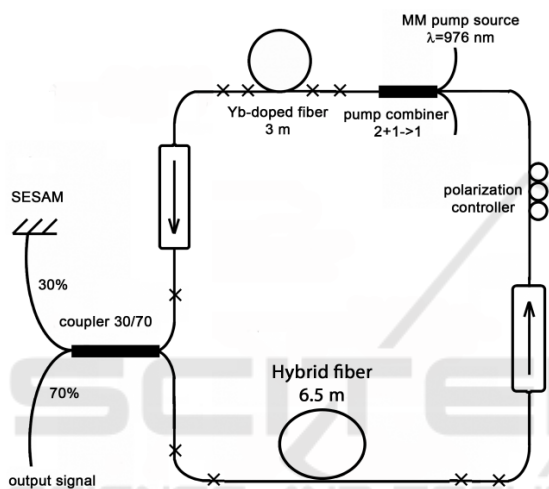 MM pump source
λ=976 nm
Yb-doped fiber
3 m
pump combiner
2+1->1
SESAM
polarization
controller
30%
coupler 30/70
Hybrid fiber
6.5 m
70%
output signal
SCITE